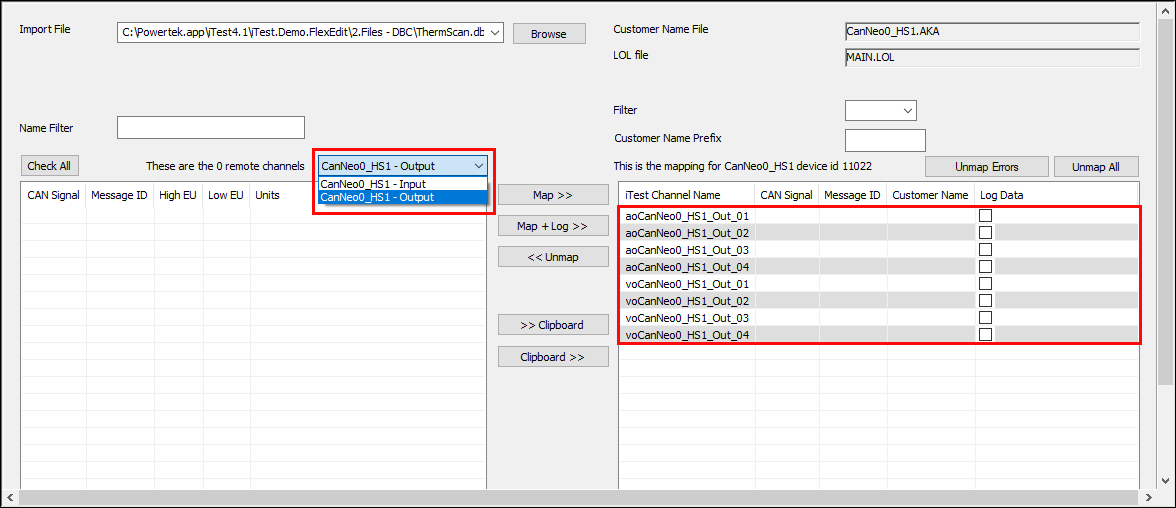 Import File
C:\Powertek.app\iTest4.1\iTest.Demo.FlexEdit\2.Files - DBC\ThermScan.db
Browse
Customer Name File
CanNeo0_HS1.AKA
LOL file
MAIN.LOL
Filter
Name Filter
Customer Name Prefix
Check All
These are the 0 remote channels
CanNeo0_HS1 - Output
This is the mapping for CanNeo0_HS1 device id 11022
Unmap Errors
Unmap All
CanNeo0_HS1 - Input
CanNeo0_HS1 - Output
CAN Signal Message ID High EU Low EU Units
Map >>
Map + Log >>
<< Unmap
>> Clipboard
Clipboard >>
iTest Channel Name CAN Signal Message ID Customer Name Log Data
aoCanNeo0_HS1_Out_01
aoCanNeo0_HS1_Out_02
aoCanNeo0_HS1_Out_03
aoCanNeo0_HS1_Out_04
voCanNeo0_HS1_Out_01
voCanNeo0_HS1_Out_02
voCanNeo0_HS1_Out_03
voCanNeo0_HS1_Out_04